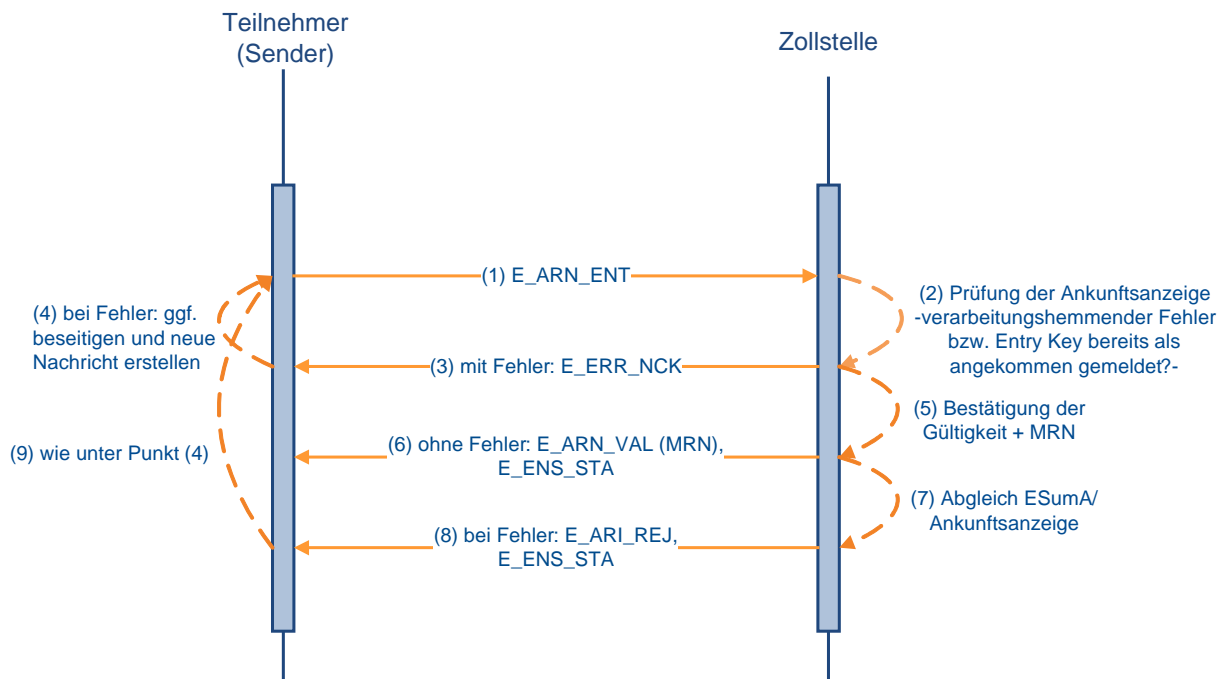 Teilnehmer
(Sender)
Zollstelle
(1) E_ARN_ENT
(2) Prüfung der Ankunftsanzeige
-verarbeitungshemmender Fehler
bzw. Entry Key bereits als
angekommen gemeldet?-
(4) bei Fehler: ggf.
beseitigen und neue
Nachricht erstellen
(3) mit Fehler: E_ERR_NCK
(5) Bestätigung der
Gültigkeit + MRN
(9) wie unter Punkt (4)
(6) ohne Fehler: E_ARN_VAL (MRN),
E_ENS_STA
(7) Abgleich ESumA/
Ankunftsanzeige
(8) bei Fehler: E_ARI_REJ,
E_ENS_STA